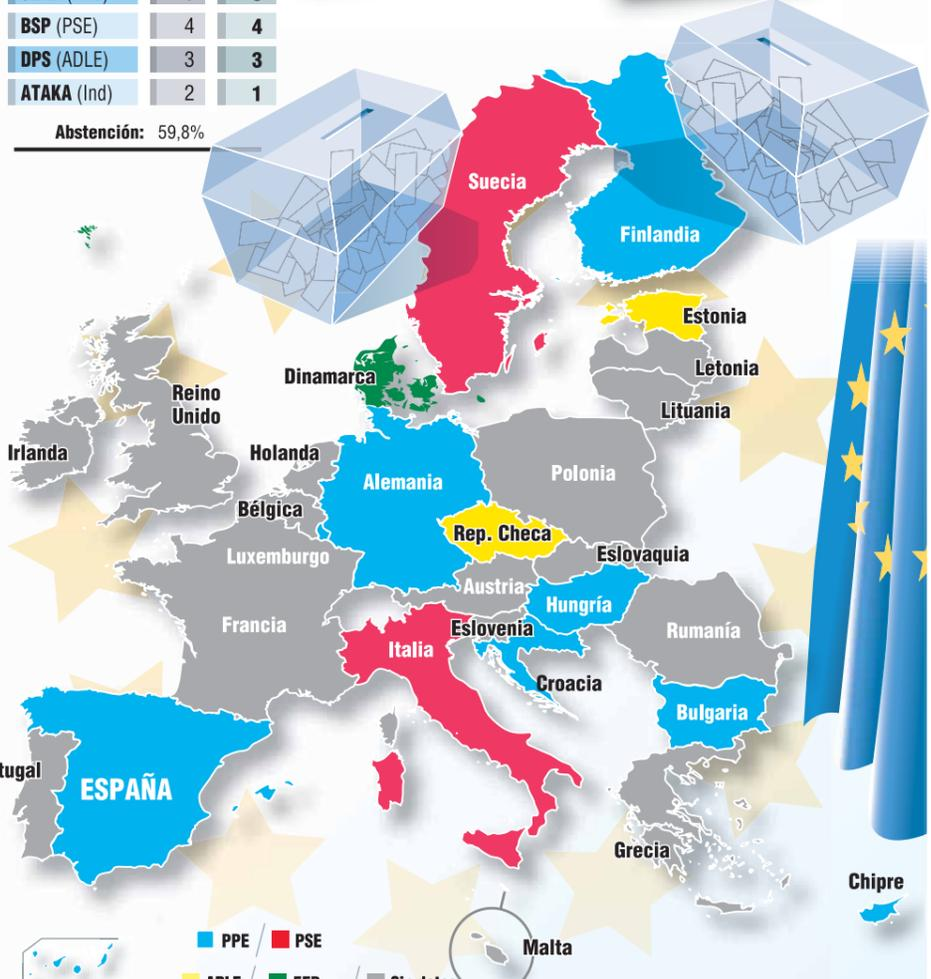 BSP (PSE) 4 4
DPS (ADLE) 3 3
ATAKA (Ind) 2 1
Abstención: 59,8%
Suecia
Finlandia
Estonia
Letonia
Lituania
Dinamarca
Reino
Unido
Irlanda
Holanda
Alemania
Polonia
Bélgica
Rep. Checa
Luxemburgo
Eslovaquia
Austria
Hungría
Francia
Eslovenia
Rumanía
Italia
Croacia
Bulgaria
tugal
ESPAÑA
Grecia
Chipre
Malta
PPE / PSE